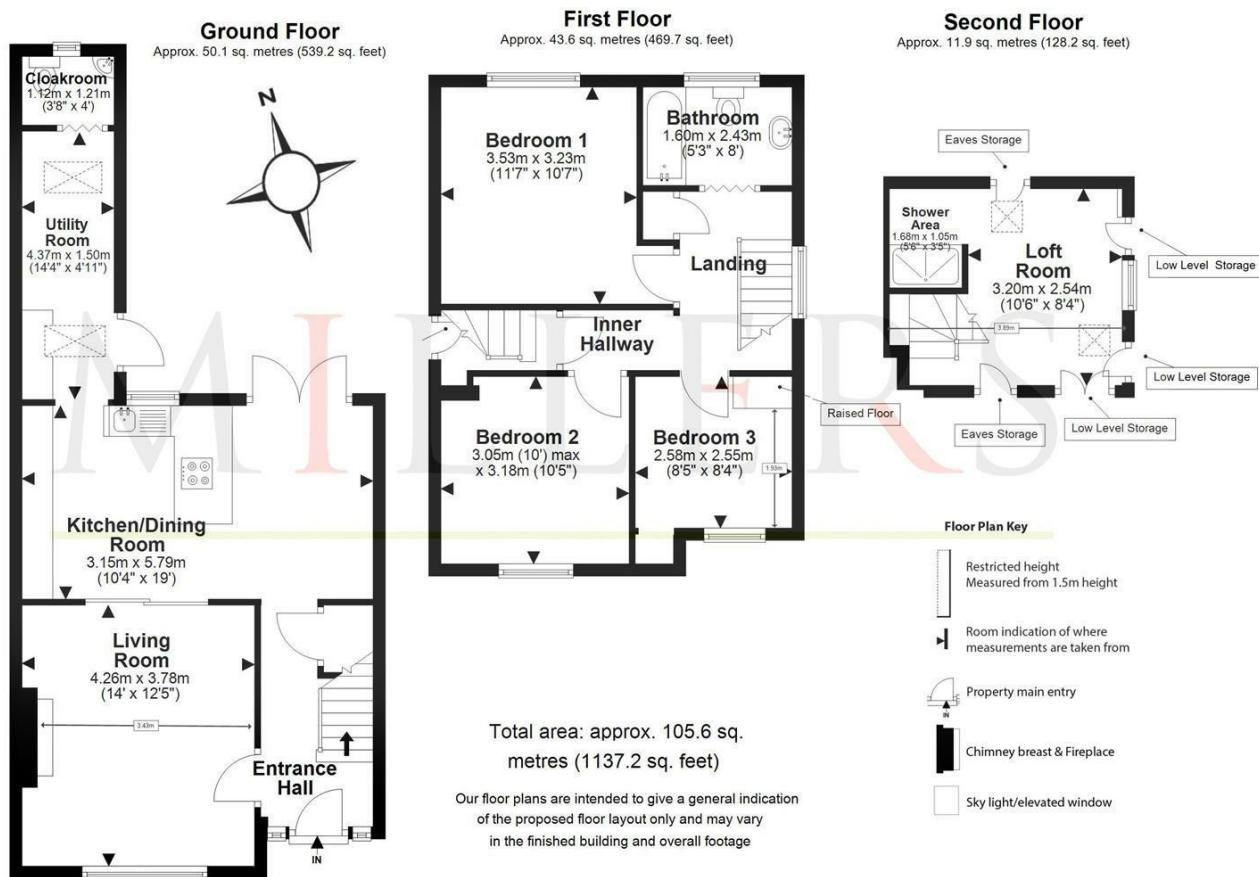 Ground Floor
Approx. 50.1 sq. metres (539.2 sq. feet)
Cloakroom
1.12m x 1.21m
(3'8" x 4')
N
Utility
Room
4.37m x 1.50m
(14'4" x 4'11")
Kitchen/Dining
Room
3.15m x 5.79m
(10'4" x 19')
Living
Room
4.26m x 3.78m
(14' x 12'5")
3.43m
Entrance
Hall
IN
First Floor
Approx. 43.6 sq. metres (469.7 sq. feet)
Bedroom 1
3.53m x 3.23m
(11'7" x 10'7")
Bathroom
1.60m x 2.43m
(5'3" x 8')
Landing
Inner
Hallway
Raised Floor
Bedroom 2
3.05m (10') max
x 3.18m (10'5")
Bedroom 3
2.58m x 2.55m
(8'5" x 8'4")
1.93m
Second Floor
Approx. 11.9 sq. metres (128.2 sq. feet)
Eaves Storage
Shower
Area
1.68m x 1.05m
(5'6" x 3'5")
Loft
Room
3.20m x 2.54m
(10'6" x 8'4")
3.89m
Low Level Storage
Low Level Storage
Eaves Storage
Low Level Storage
MILLERS
Floor Plan Key
Restricted height
Measured from 1.5m height
Room indication of where
measurements are taken from
Property main entry
IN
Chimney breast & Fireplace
Sky light/elevated window
Total area: approx. 105.6 sq.
metres (1137.2 sq. feet)
Our floor plans are intended to give a general indication
of the proposed floor layout only and may vary
in the finished building and overall footage